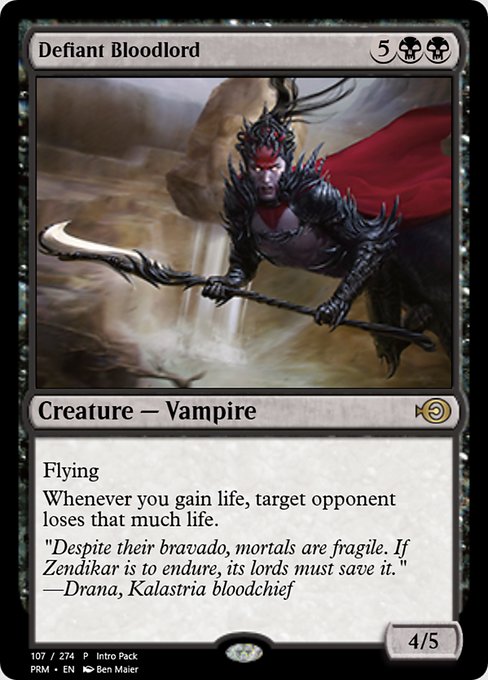 Defiant Bloodlord 5
Creature — Vampire
Flying
Whenever you gain life, target opponent
loses that much life.
"Despite their bravado, mortals are fragile. If
Zendikar is to endure, its lords must save it."
—Drana, Kalastria bloodchief
4/5
107 / 274 P Intro Pack
PRM • EN Ben Maier